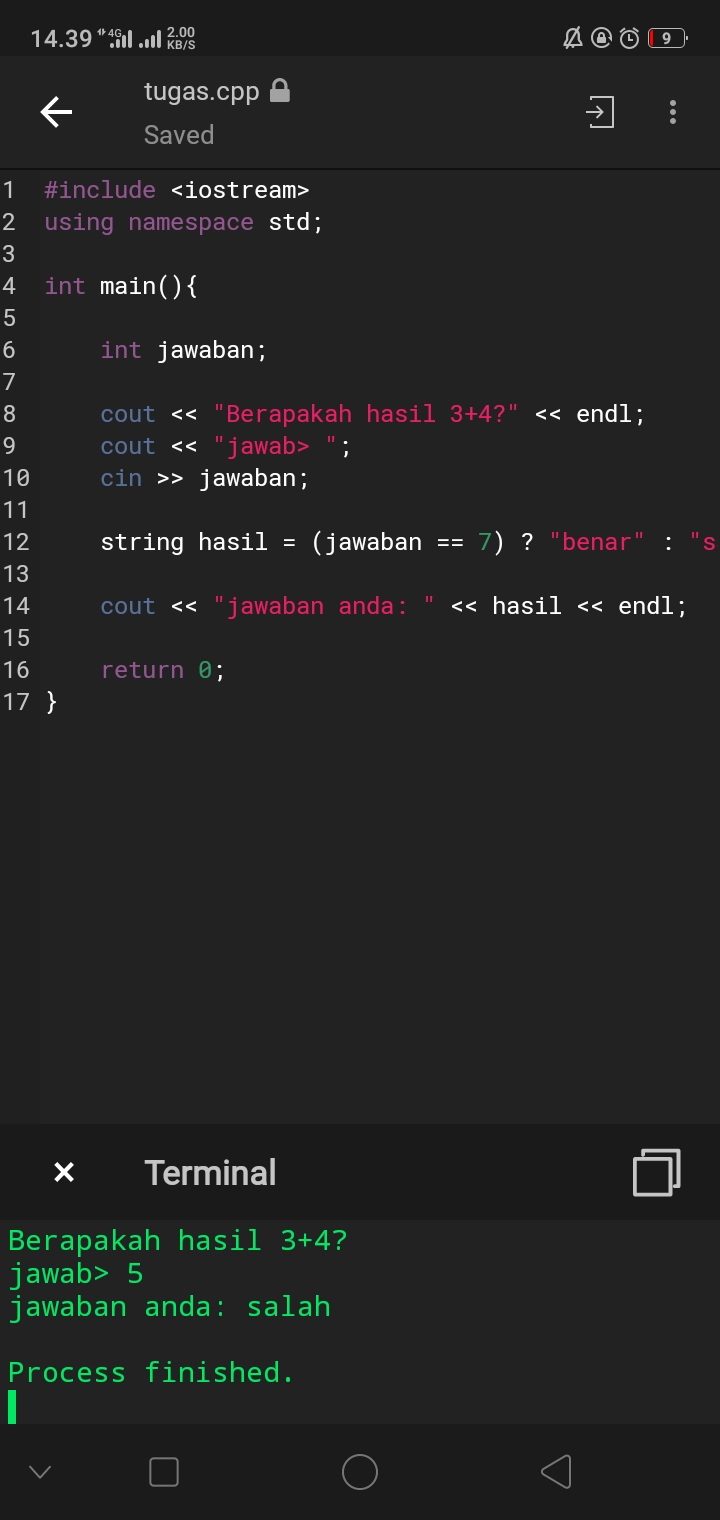 14.39 4G 2.00 KB/S 9
tugas.cpp
Saved
1 #include <iostream>
2 using namespace std;
3
4 int main(){
5
6 int jawaban;
7
8 cout << "Berapakah hasil 3+4?" << endl;
9 cout << "jawab> ";
10 cin >> jawaban;
11
12 string hasil = (jawaban == 7) ? "benar" : "s
13
14 cout << "jawaban anda: " << hasil << endl;
15
16 return 0;
17 }
Terminal
Berapakah hasil 3+4?
jawab> 5
jawaban anda: salah
Process finished.